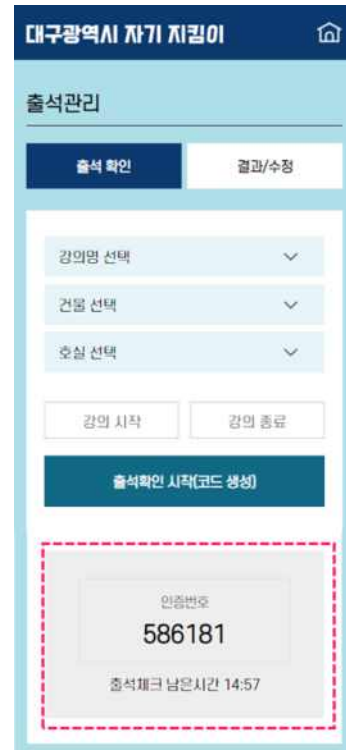 대구광역시 자기 지킴이
출석관리
출석 확인 결과/수정
강의명 선택
건물 선택
호실 선택
강의 시작 강의 종료
출석확인 시작(코드 생성)
인증번호
586181
출석체크 남은시간 14:57